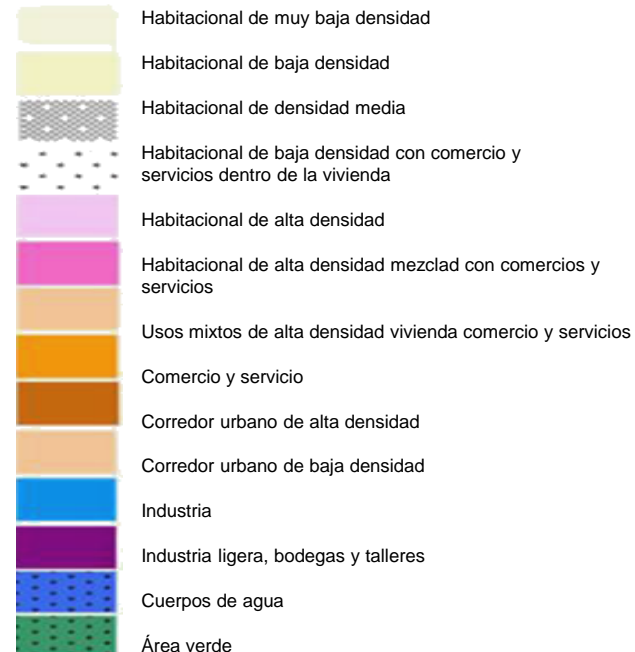 Habitacional de muy baja densidad
Habitacional de baja densidad
Habitacional de densidad media
Habitacional de baja densidad con comercio y
servicios dentro de la vivienda
Habitacional de alta densidad
Habitacional de alta densidad mezclad con comercios y
servicios
Usos mixtos de alta densidad vivienda comercio y servicios
Comercio y servicio
Corredor urbano de alta densidad
Corredor urbano de baja densidad
Industria
Industria ligera, bodegas y talleres
Cuerpos de agua
Área verde